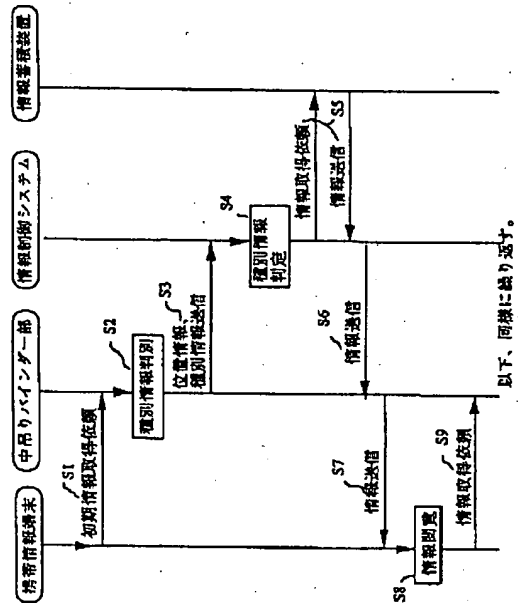 携帯情報端末
中吊りバインダー部
情報制御システム
情報蓄積装置
S1
初期情報取得依頼
S2
種別情報判別
S3
位置情報、
種別情報送信
S4
種別情報
判定
情報取得依頼
S5
情報送信
S6
情報送信
S7
情報送信
S8
情報閲覧
S9
情報取得依頼
以下、同様に繰り返す。